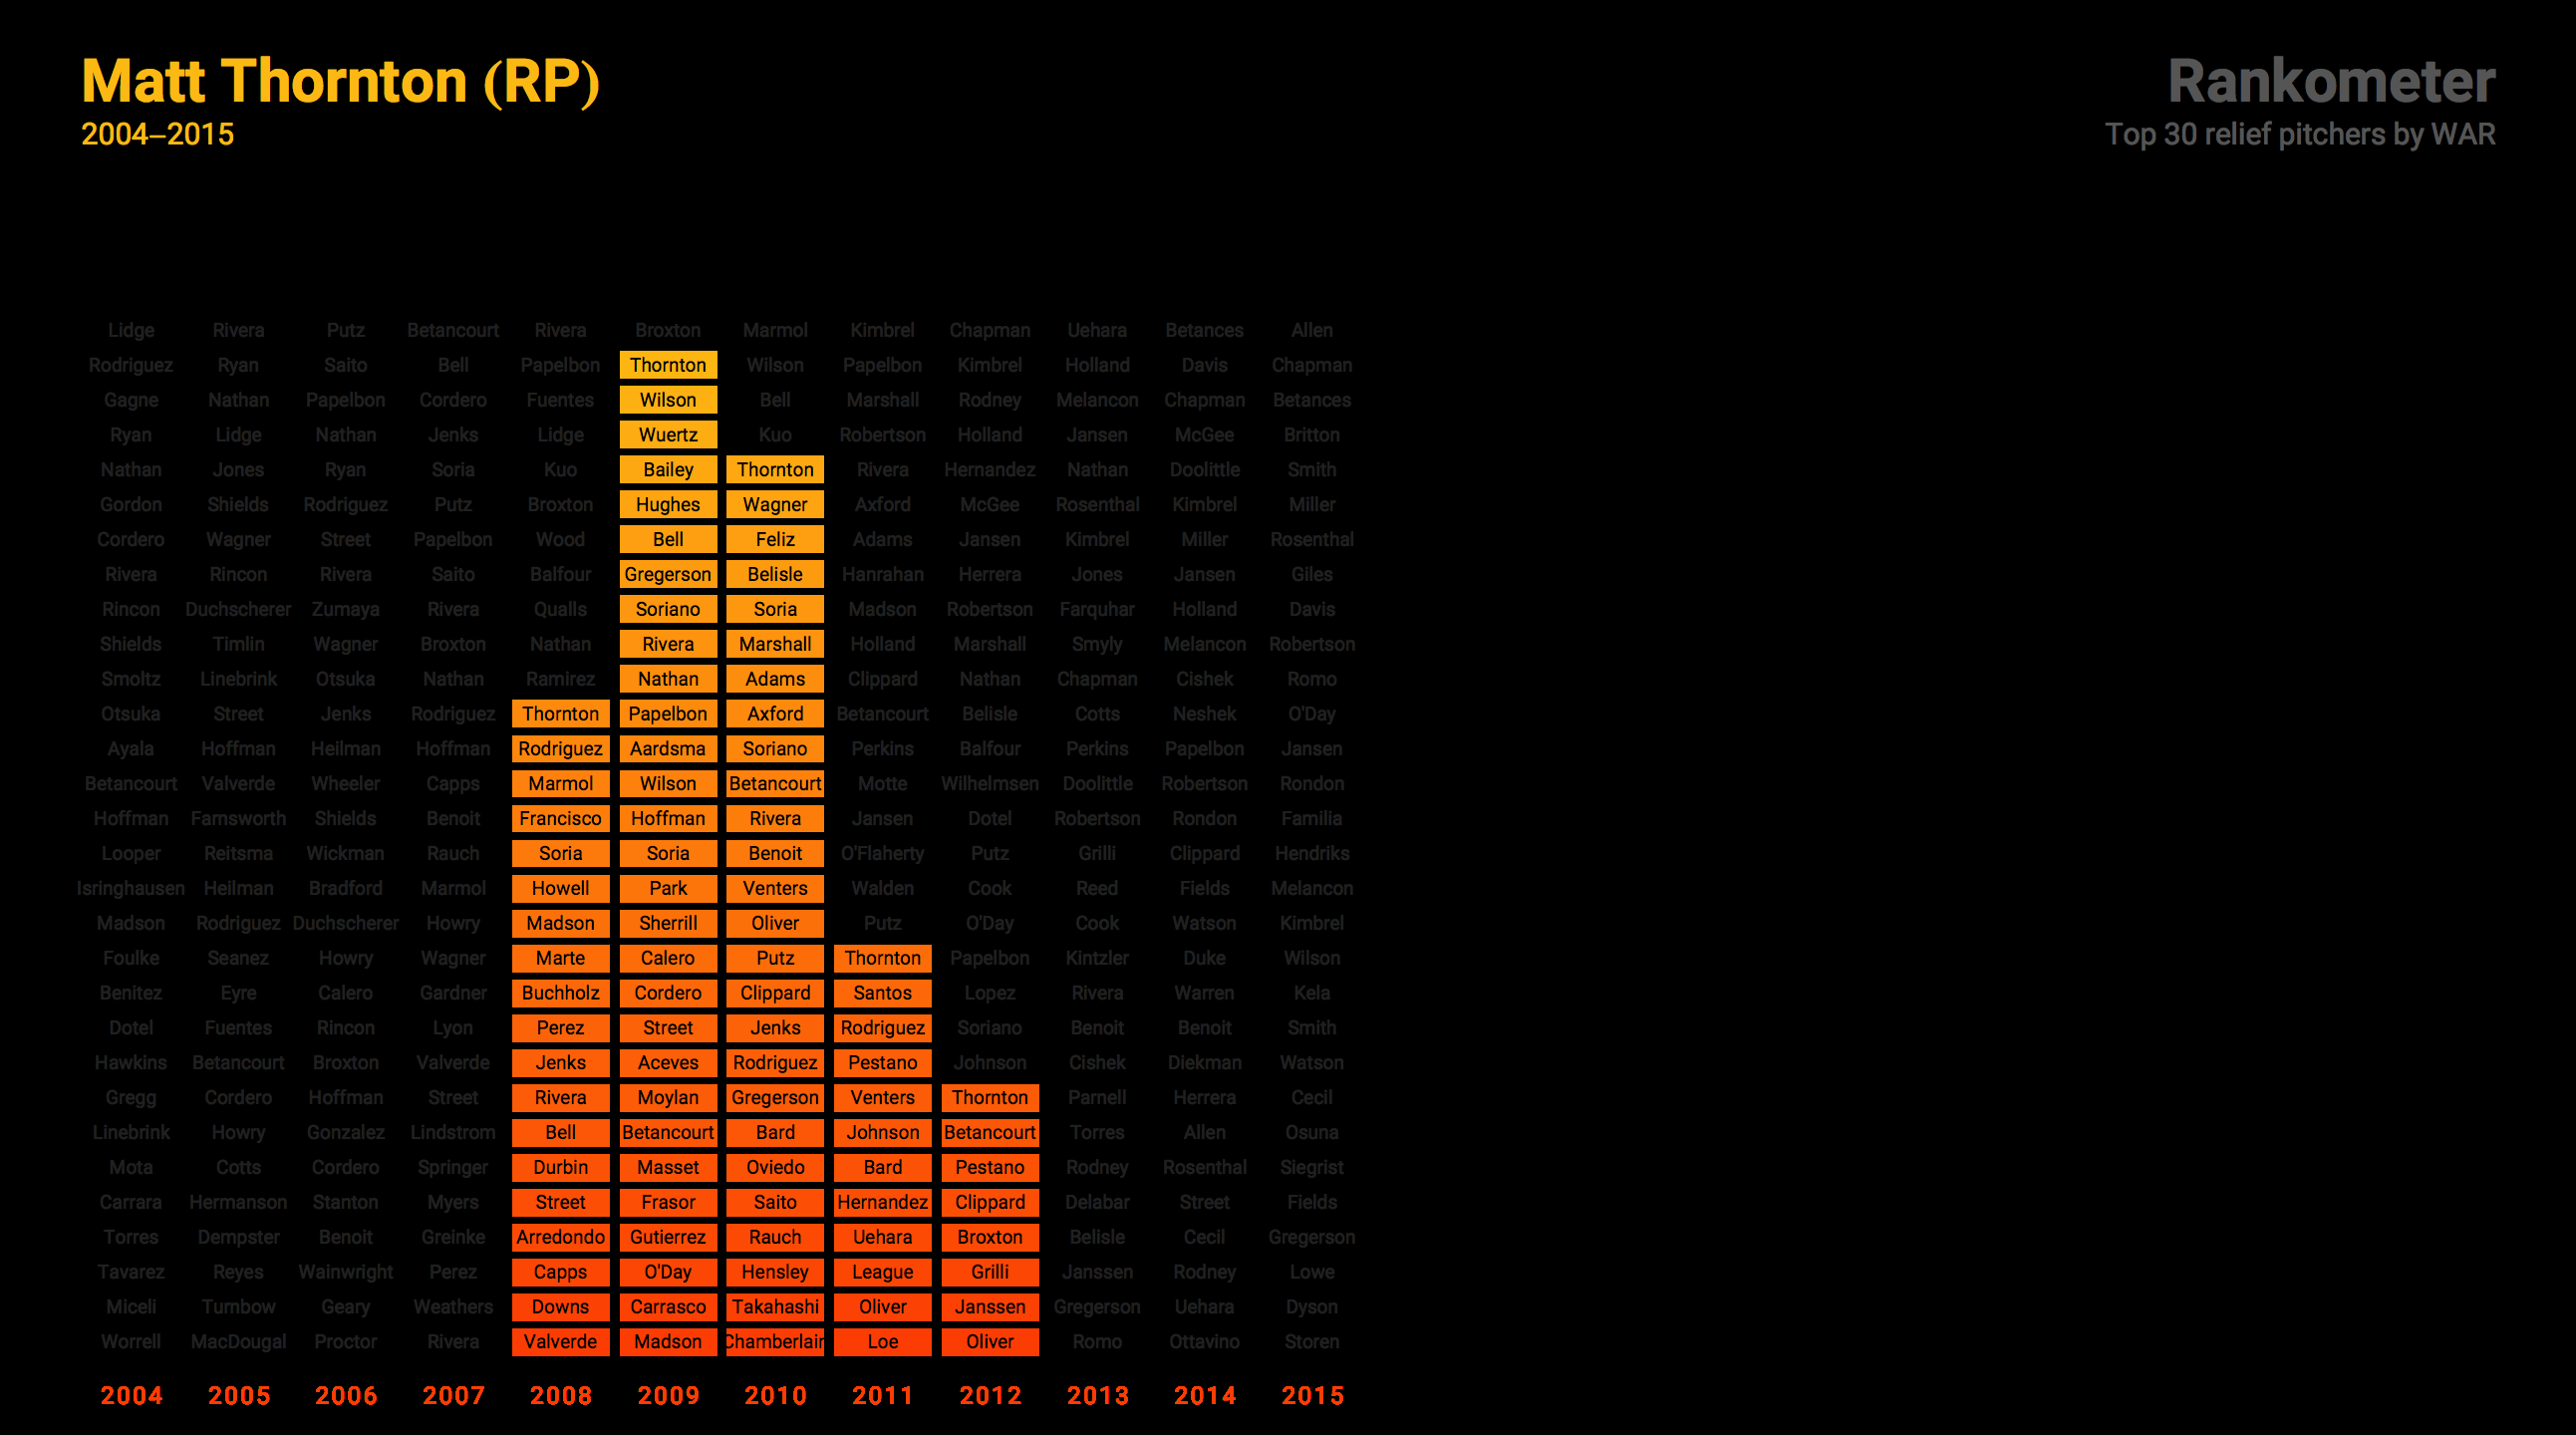 Matt Thornton (RP)
2004–2015
Rankometer
Top 30 relief pitchers by WAR
Lidge Rivera Putz Betancourt Rivera Broxton Marmol Kimbrel Chapman Uehara Betances Allen
Rodriguez Ryan Saito Bell Papelbon Thornton Wilson Papelbon Kimbrel Holland Davis Chapman
Gagne Nathan Papelbon Cordero Fuentes Wilson Bell Marshall Rodney Melancon Chapman Betances
Ryan Lidge Nathan Jenks Lidge Wuertz Kuo Robertson Holland Jansen McGee Britton
Nathan Jones Ryan Soria Kuo Bailey Thornton Rivera Hernandez Nathan Doolittle Smith
Gordon Shields Rodriguez Putz Broxton Hughes Wagner Axford McGee Rosenthal Kimbrel Miller
Cordero Wagner Street Papelbon Wood Bell Feliz Adams Jansen Kimbrel Miller Rosenthal
Rivera Rincon Rivera Saito Balfour Gregerson Belisle Hanrahan Herrera Jones Jansen Giles
Rincon Duchscherer Zumaya Rivera Qualls Soriano Soria Madson Robertson Farquhar Holland Davis
Shields Timlin Wagner Broxton Nathan Rivera Marshall Holland Marshall Smyly Melancon Robertson
Smoltz Linebrink Otsuka Nathan Ramirez Nathan Adams Clippard Nathan Chapman Cishek Romo
Otsuka Street Jenks Rodriguez Thornton Papelbon Axford Betancourt Belisle Cotts Neshek O'Day
Ayala Hoffman Heilman Hoffman Rodriguez Aardsma Soriano Perkins Balfour Perkins Papelbon Jansen
Betancourt Valverde Wheeler Capps Marmol Wilson Betancourt Motte Wilhelmsen Doolittle Robertson Rondon
Hoffman Farnsworth Shields Benoit Francisco Hoffman Rivera Jansen Dotel Robertson Rondon Familia
Looper Reitsma Wickman Rauch Soria Soria Benoit O'Flaherty Putz Grilli Clippard Hendriks
Isringhausen Heilman Bradford Marmol Howell Park Venters Walden Cook Reed Fields Melancon
Madson Rodriguez Duchscherer Howry Madson Sherrill Oliver Putz O'Day Cook Watson Kimbrel
Foulke Seanez Howry Wagner Marte Calero Putz Thornton Papelbon Kintzler Duke Wilson
Benitez Eyre Calero Gardner Buchholz Cordero Clippard Santos Lopez Rivera Warren Kela
Dotel Fuentes Rincon Lyon Perez Street Jenks Rodriguez Soriano Benoit Benoit Smith
Hawkins Betancourt Broxton Valverde Jenks Aceves Rodriguez Pestano Johnson Cishek Diekman Watson
Gregg Cordero Hoffman Street Rivera Moylan Gregerson Venters Thornton Parnell Herrera Cecil
Linebrink Howry Gonzalez Lindstrom Bell Betancourt Bard Johnson Betancourt Torres Allen Osuna
Mota Cotts Cordero Springer Durbin Masset Oviedo Bard Pestano Rodney Rosenthal Siegrist
Carrara Hermanson Stanton Myers Street Frasor Saito Hernandez Clippard Delabar Street Fields
Torres Dempster Benoit Greinke Arredondo Gutierrez Rauch Uehara Broxton Belisle Cecil Gregerson
Tavarez Reyes Wainwright Perez Capps O'Day Hensley League Grilli Janssen Rodney Lowe
Miceli Turnbow Geary Weathers Downs Carrasco Takahashi Oliver Janssen Gregerson Uehara Dyson
Worrell MacDougal Proctor Rivera Valverde Madson Chamberlain Loe Oliver Romo Ottavino Storen
2004 2005 2006 2007 2008 2009 2010 2011 2012 2013 2014 2015